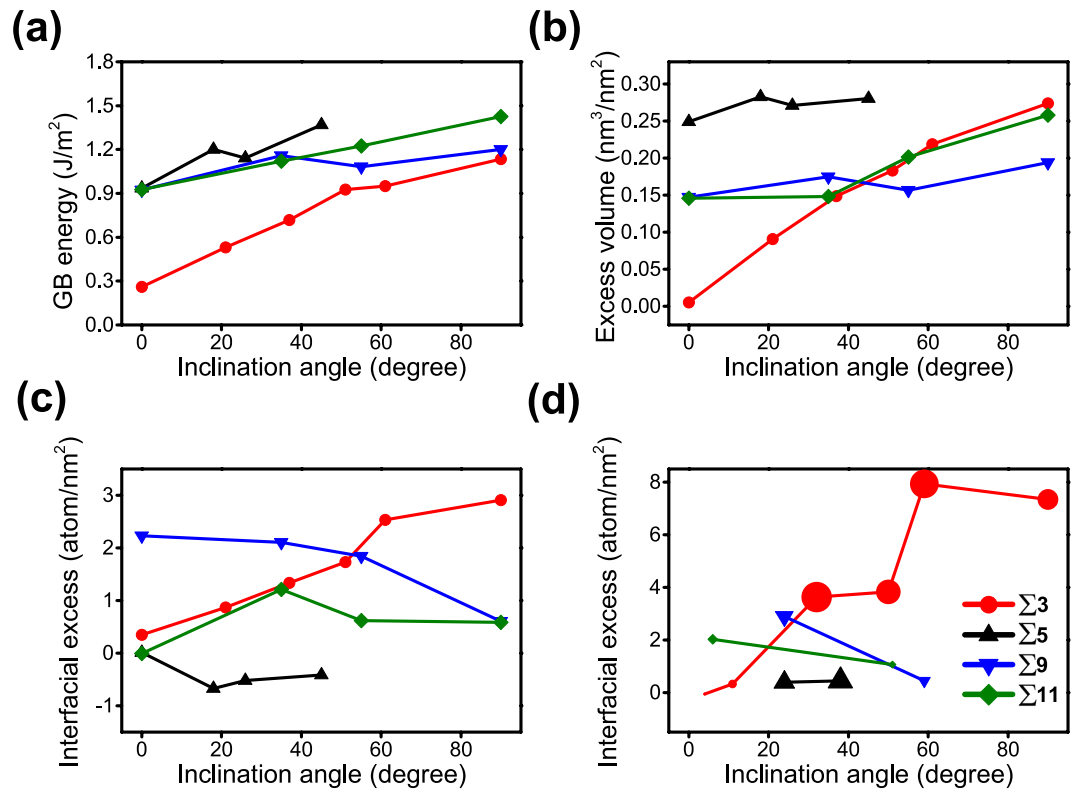 (a)
GB energy (J/m²)
1.8
1.5
1.2
0.9
0.6
0.3
0.0
0 20 40 60 80
Inclination angle (degree)
(b)
Excess volume (nm³/nm²)
0.30
0.25
0.20
0.15
0.10
0.05
0.00
0 20 40 60 80
Inclination angle (degree)
(c)
Interfacial excess (atom/nm²)
3
2
1
0
-1
0 20 40 60 80
Inclination angle (degree)
(d)
Interfacial excess (atom/nm²)
8
6
4
2
0
∑3
∑5
∑9
∑11
0 20 40 60 80
Inclination angle (degree)